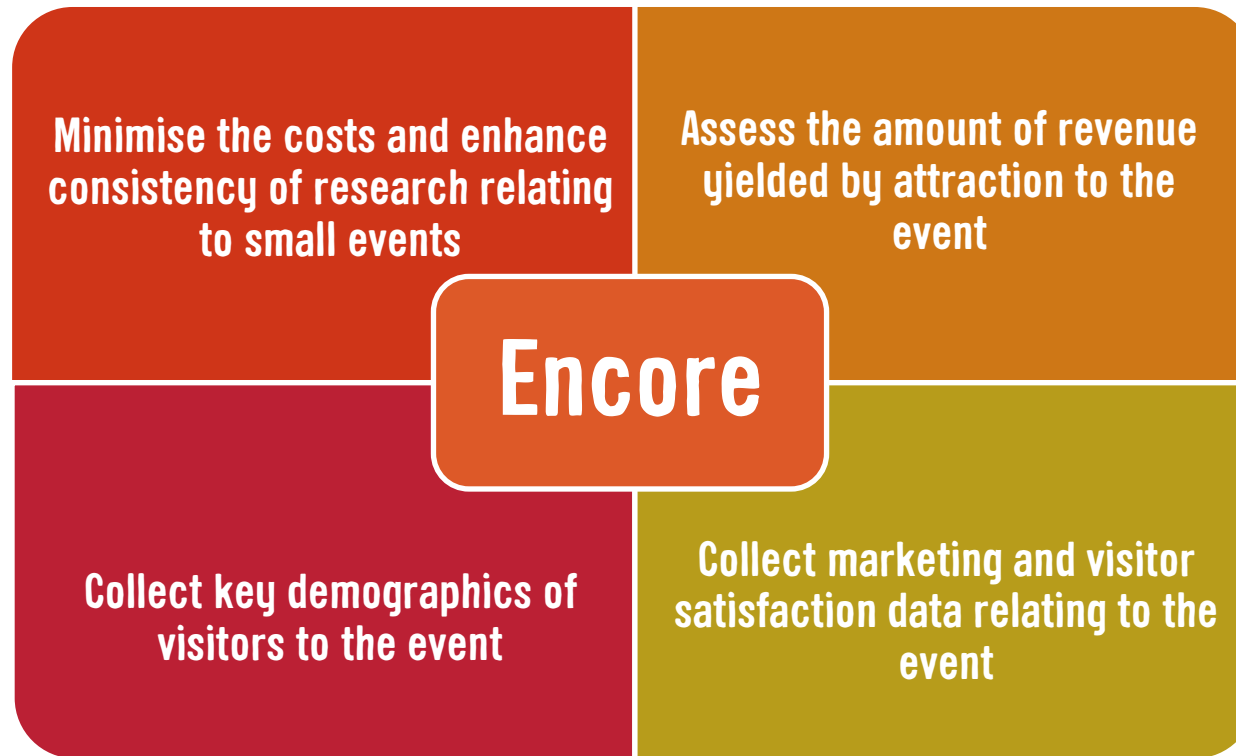 Minimise the costs and enhance
consistency of research relating
to small events
Assess the amount of revenue
yielded by attraction to the
event
Encore
Collect key demographics of
visitors to the event
Collect marketing and visitor
satisfaction data relating to the
event